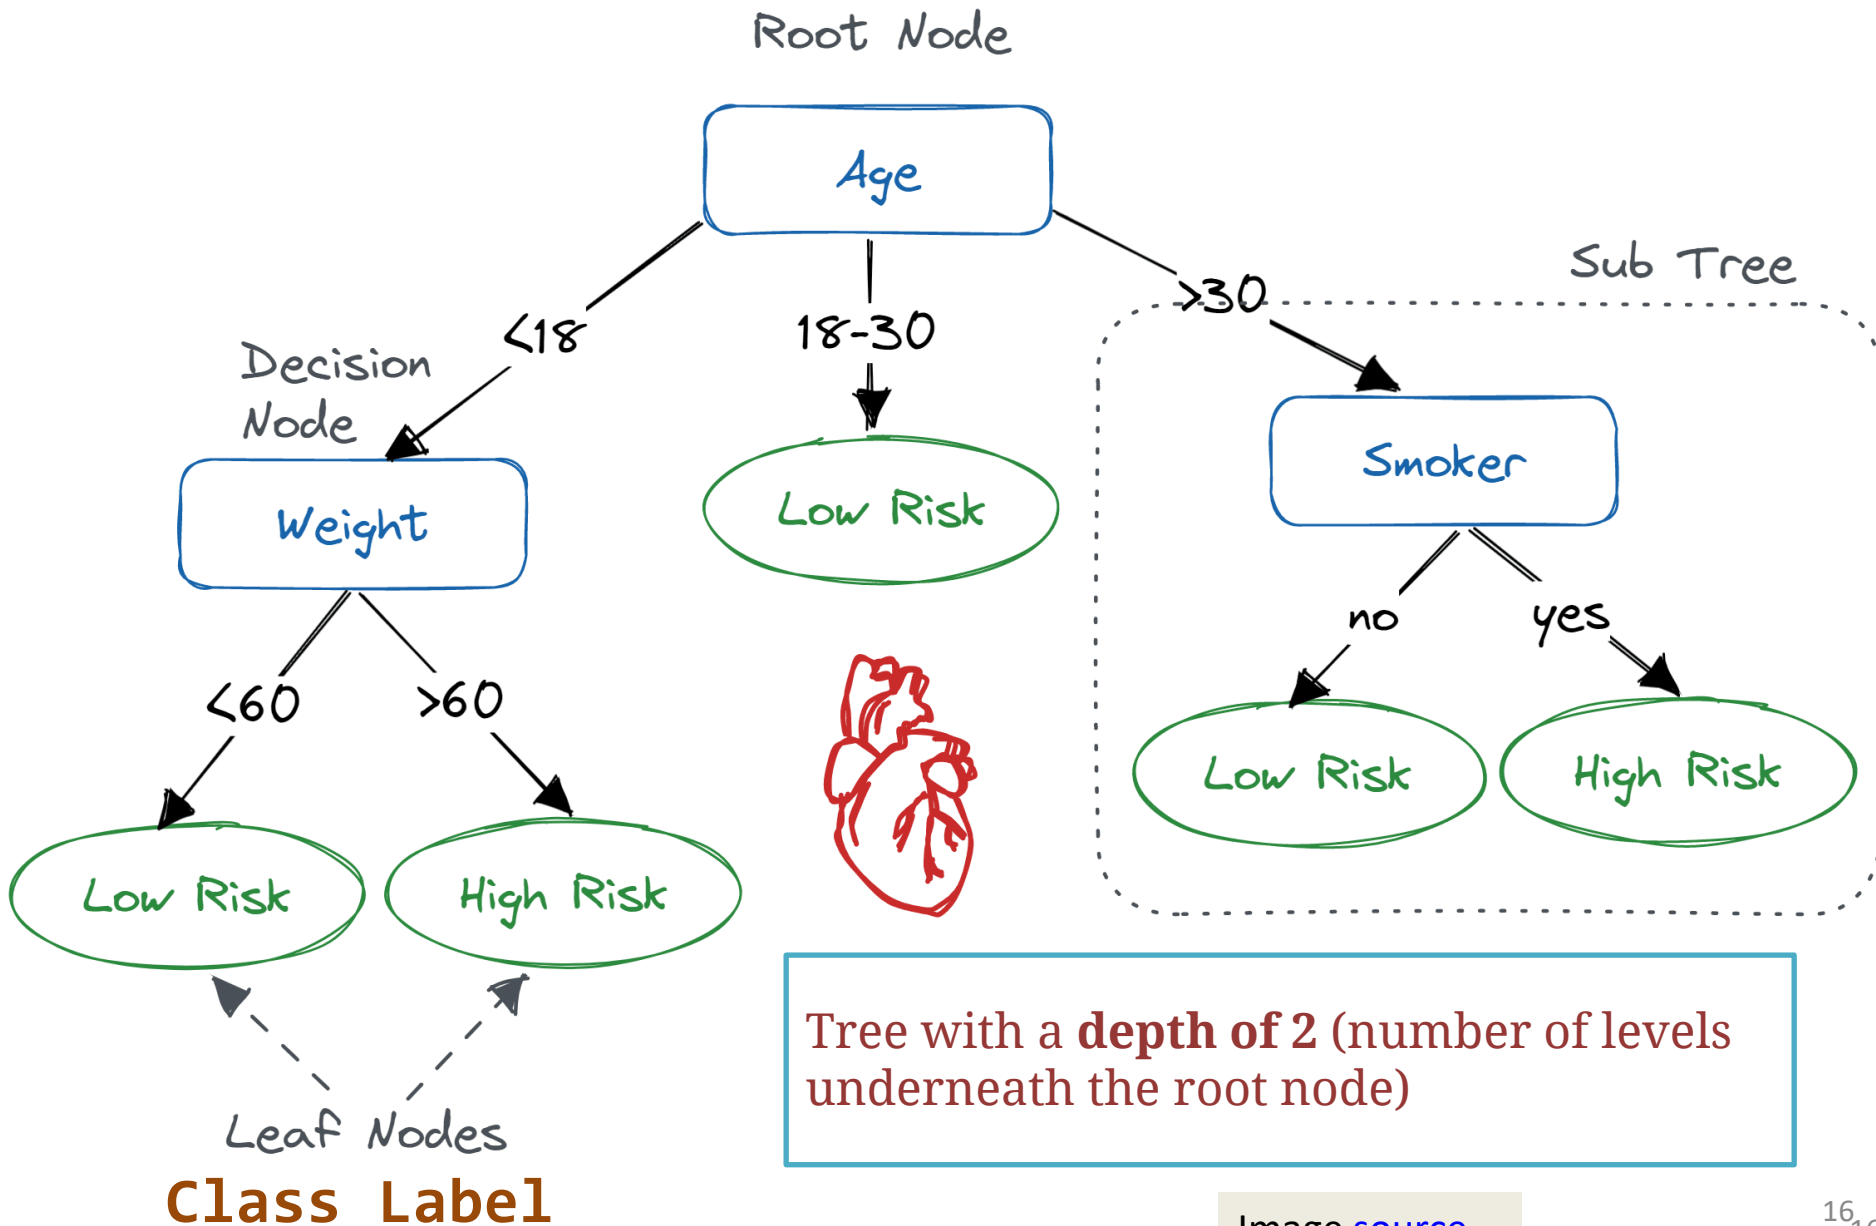 Root Node
Age
Sub Tree
>30
<18
18-30
Decision
Node
Smoker
Low Risk
Weight
no
yes
<60
>60
Low Risk
High Risk
Low Risk
High Risk
Tree with a depth of 2 (number of levels
underneath the root node)
Leaf Nodes
Class Label
Image source
16